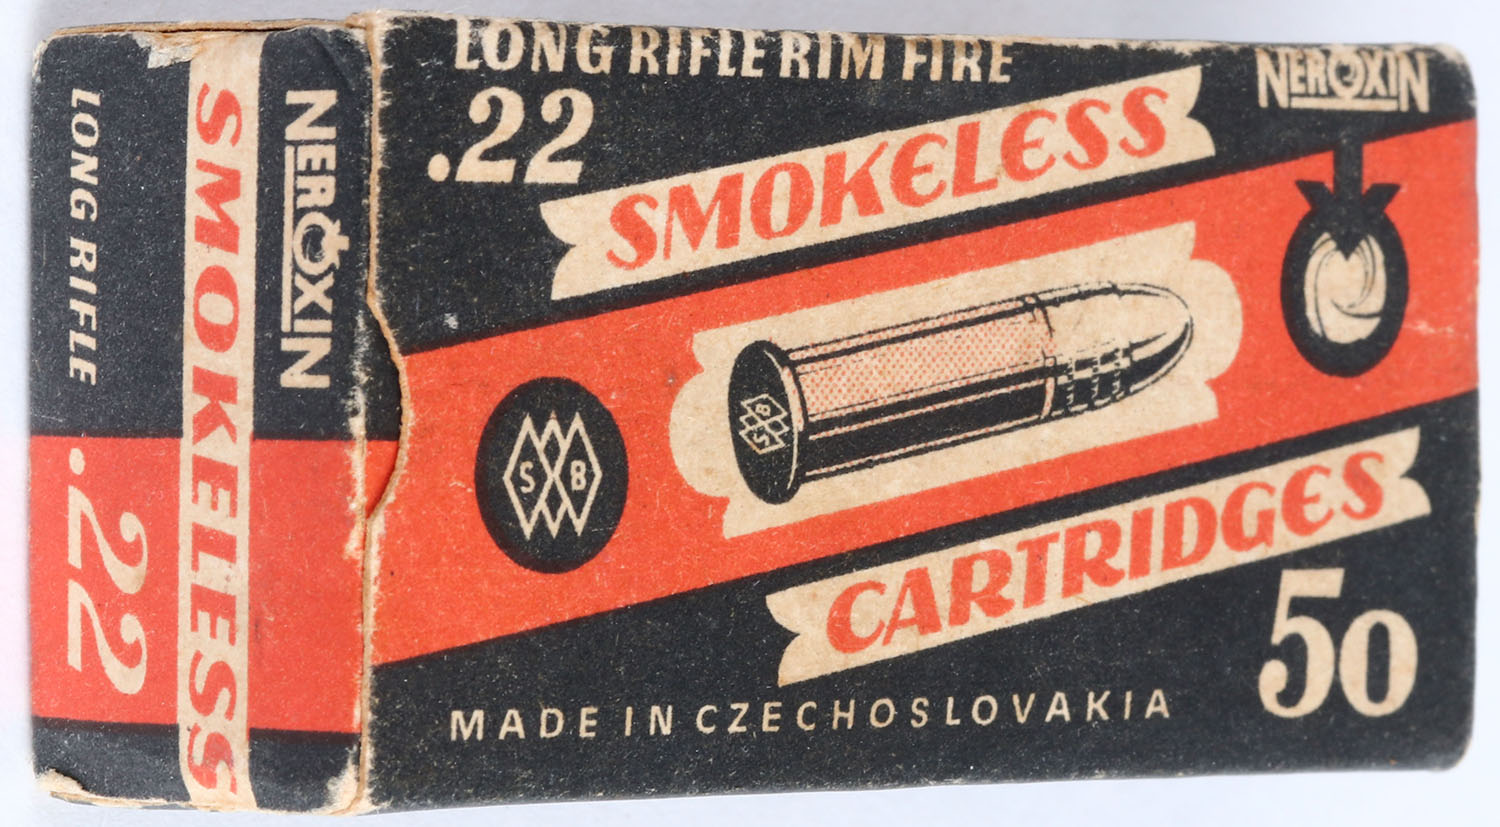 LONG RIFLE RIM FIRE
.22
NEROXIN
SMOKELESS
S B
S B
CARTRIDGES
50
MADE IN CZECHOSLOVAKIA
NEROXIN
SMOKELESS
LONG RIFLE
.22